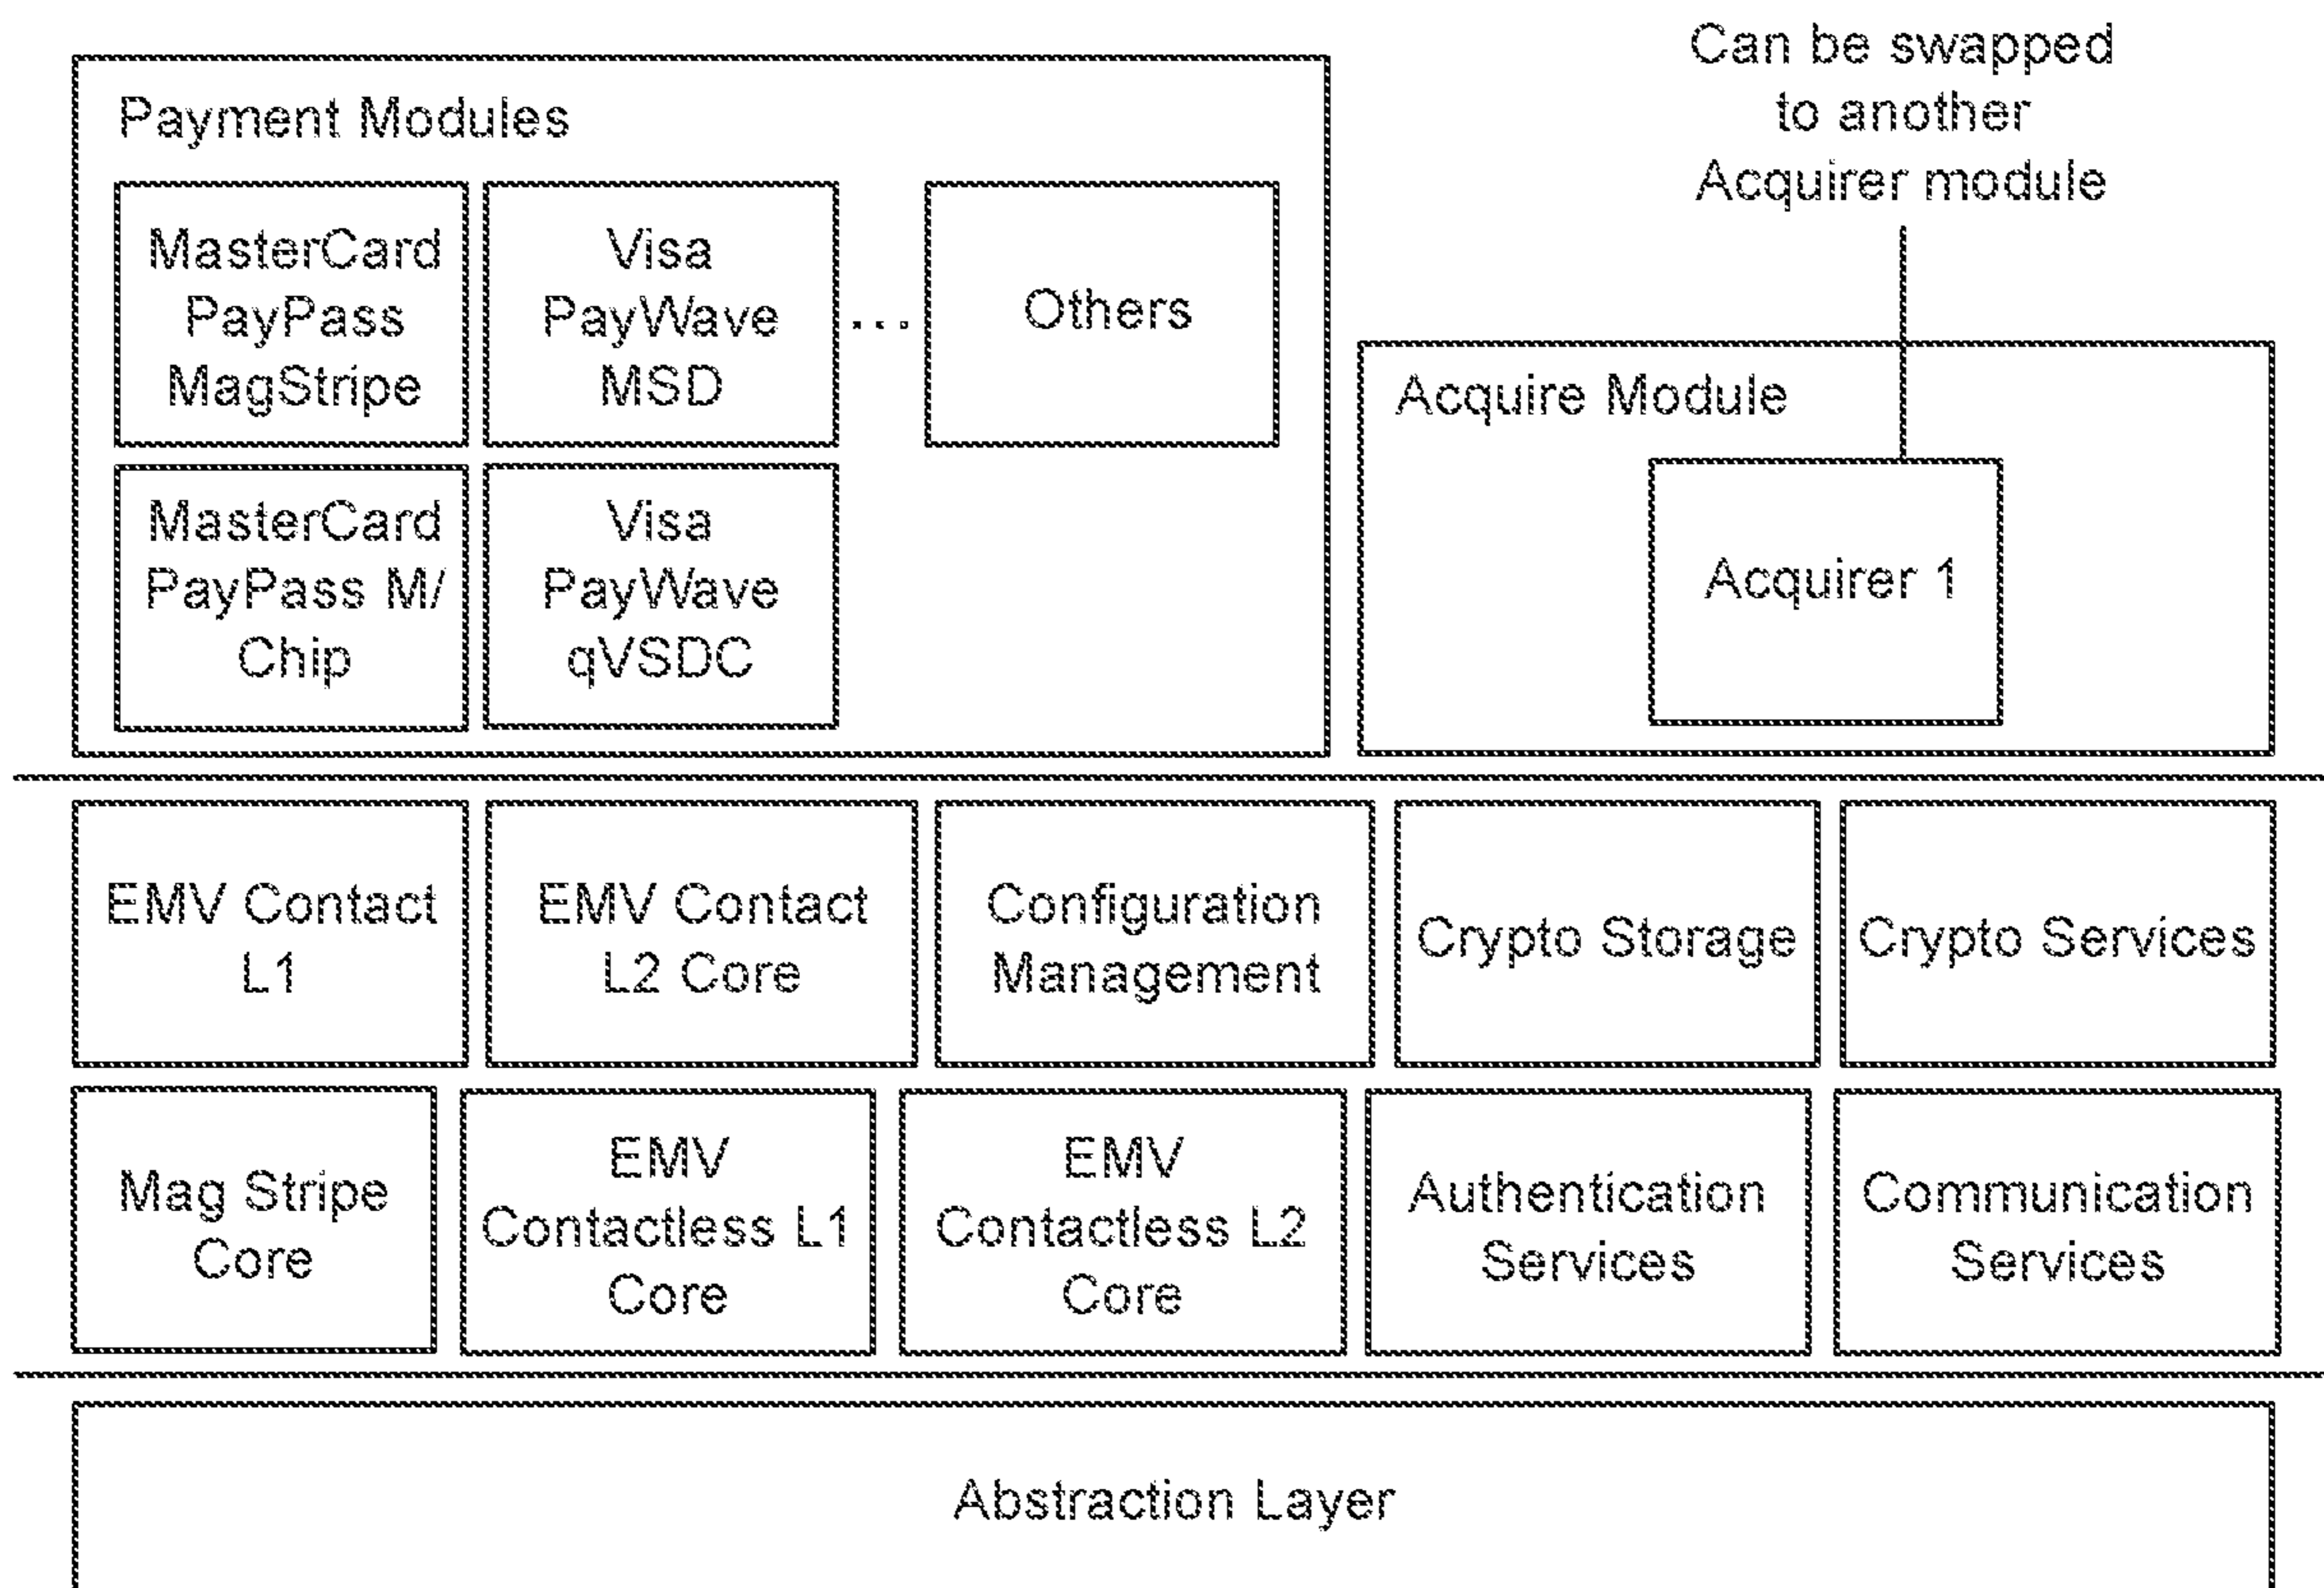 Can be swapped
to another
Acquirer module
Payment Modules
MasterCard
PayPass
MagStripe
Visa
PayWave
MSD
...
Others
MasterCard
PayPass M/
Chip
Visa
PayWave
qVSDC
Acquire Module
Acquirer 1
EMV Contact
L1
EMV Contact
L2 Core
Configuration
Management
Crypto Storage
Crypto Services
Mag Stripe
Core
EMV
Contactless L1
Core
EMV
Contactless L2
Core
Authentication
Services
Communication
Services
Abstraction Layer